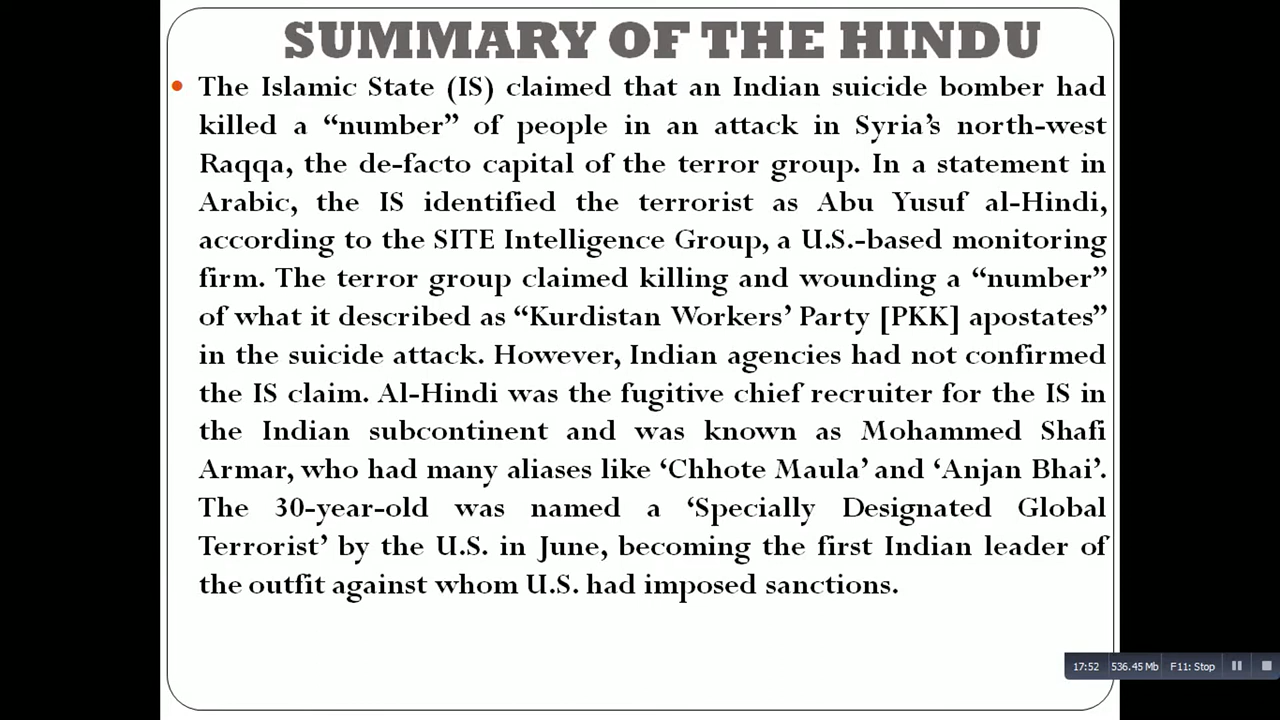 SUMMARY OF THE HINDU
• The Islamic State (IS) claimed that an Indian suicide bomber had
killed a “number” of people in an attack in Syria’s north-west
Raqqa, the de-facto capital of the terror group. In a statement in
Arabic, the IS identified the terrorist as Abu Yusuf al-Hindi,
according to the SITE Intelligence Group, a U.S.-based monitoring
firm. The terror group claimed killing and wounding a “number”
of what it described as “Kurdistan Workers’ Party [PKK] apostates”
in the suicide attack. However, Indian agencies had not confirmed
the IS claim. Al-Hindi was the fugitive chief recruiter for the IS in
the Indian subcontinent and was known as Mohammed Shafi
Armar, who had many aliases like ‘Chhote Maula’ and ‘Anjan Bhai’.
The 30-year-old was named a ‘Specially Designated Global
Terrorist’ by the U.S. in June, becoming the first Indian leader of
the outfit against whom U.S. had imposed sanctions.
17:52 536.45 Mb F11: Stop